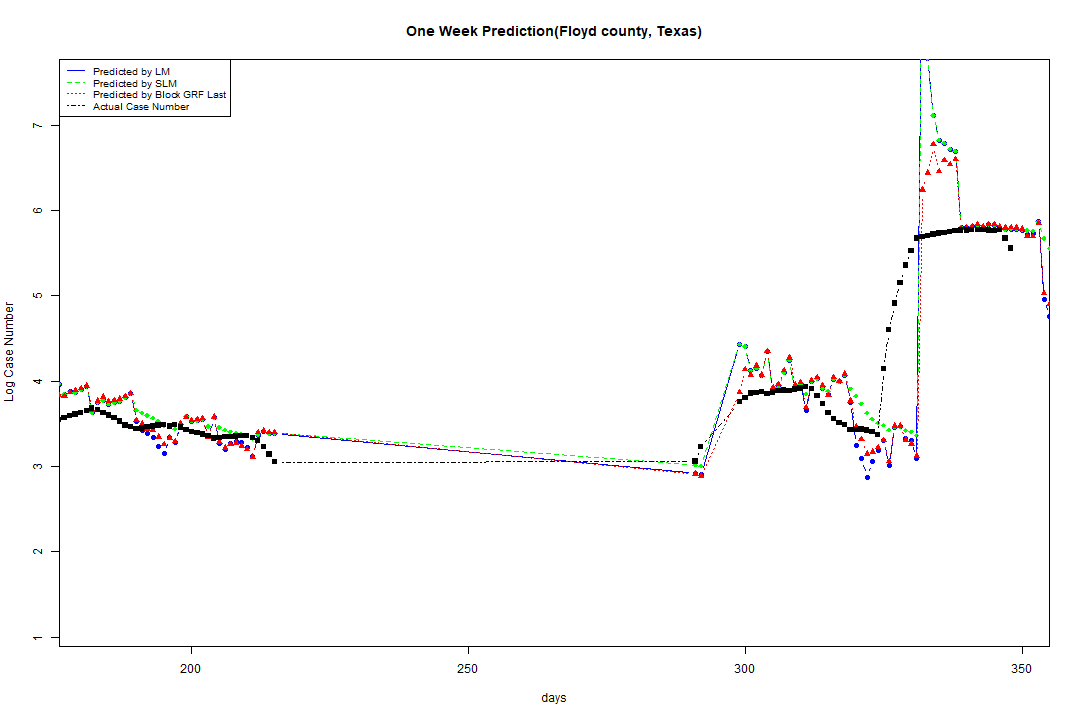 One Week Prediction(Floyd county, Texas)
Predicted by LM
Predicted by SLM
Predicted by Block GRF Last
Actual Case Number
Log Case Number
7
6
5
4
3
2
1
200
250
300
350
days